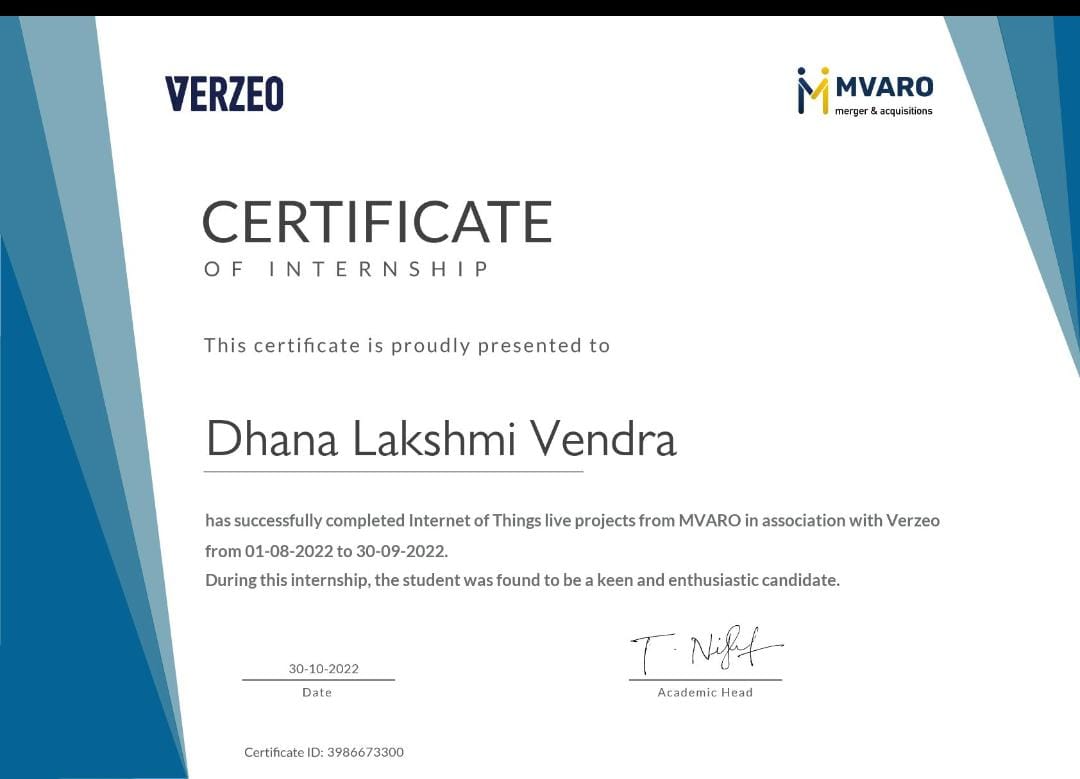 VERZEO
MVARO
merger & acquisitions
CERTIFICATE
OF INTERNSHIP
This certificate is proudly presented to
Dhana Lakshmi Vendra
has successfully completed Internet of Things live projects from MVARO in association with Verzeo
from 01-08-2022 to 30-09-2022.
During this internship, the student was found to be a keen and enthusiastic candidate.
30-10-2022
Date
Academic Head
Certificate ID: 3986673300